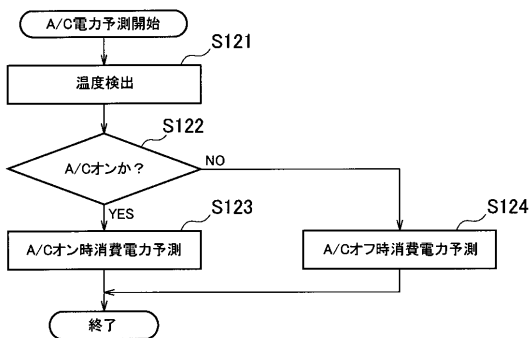 A/C電力予測開始
S121
温度検出
S122
A/Cオンか？
NO
YES
S123
A/Cオン時消費電力予測
S124
A/Cオフ時消費電力予測
終了